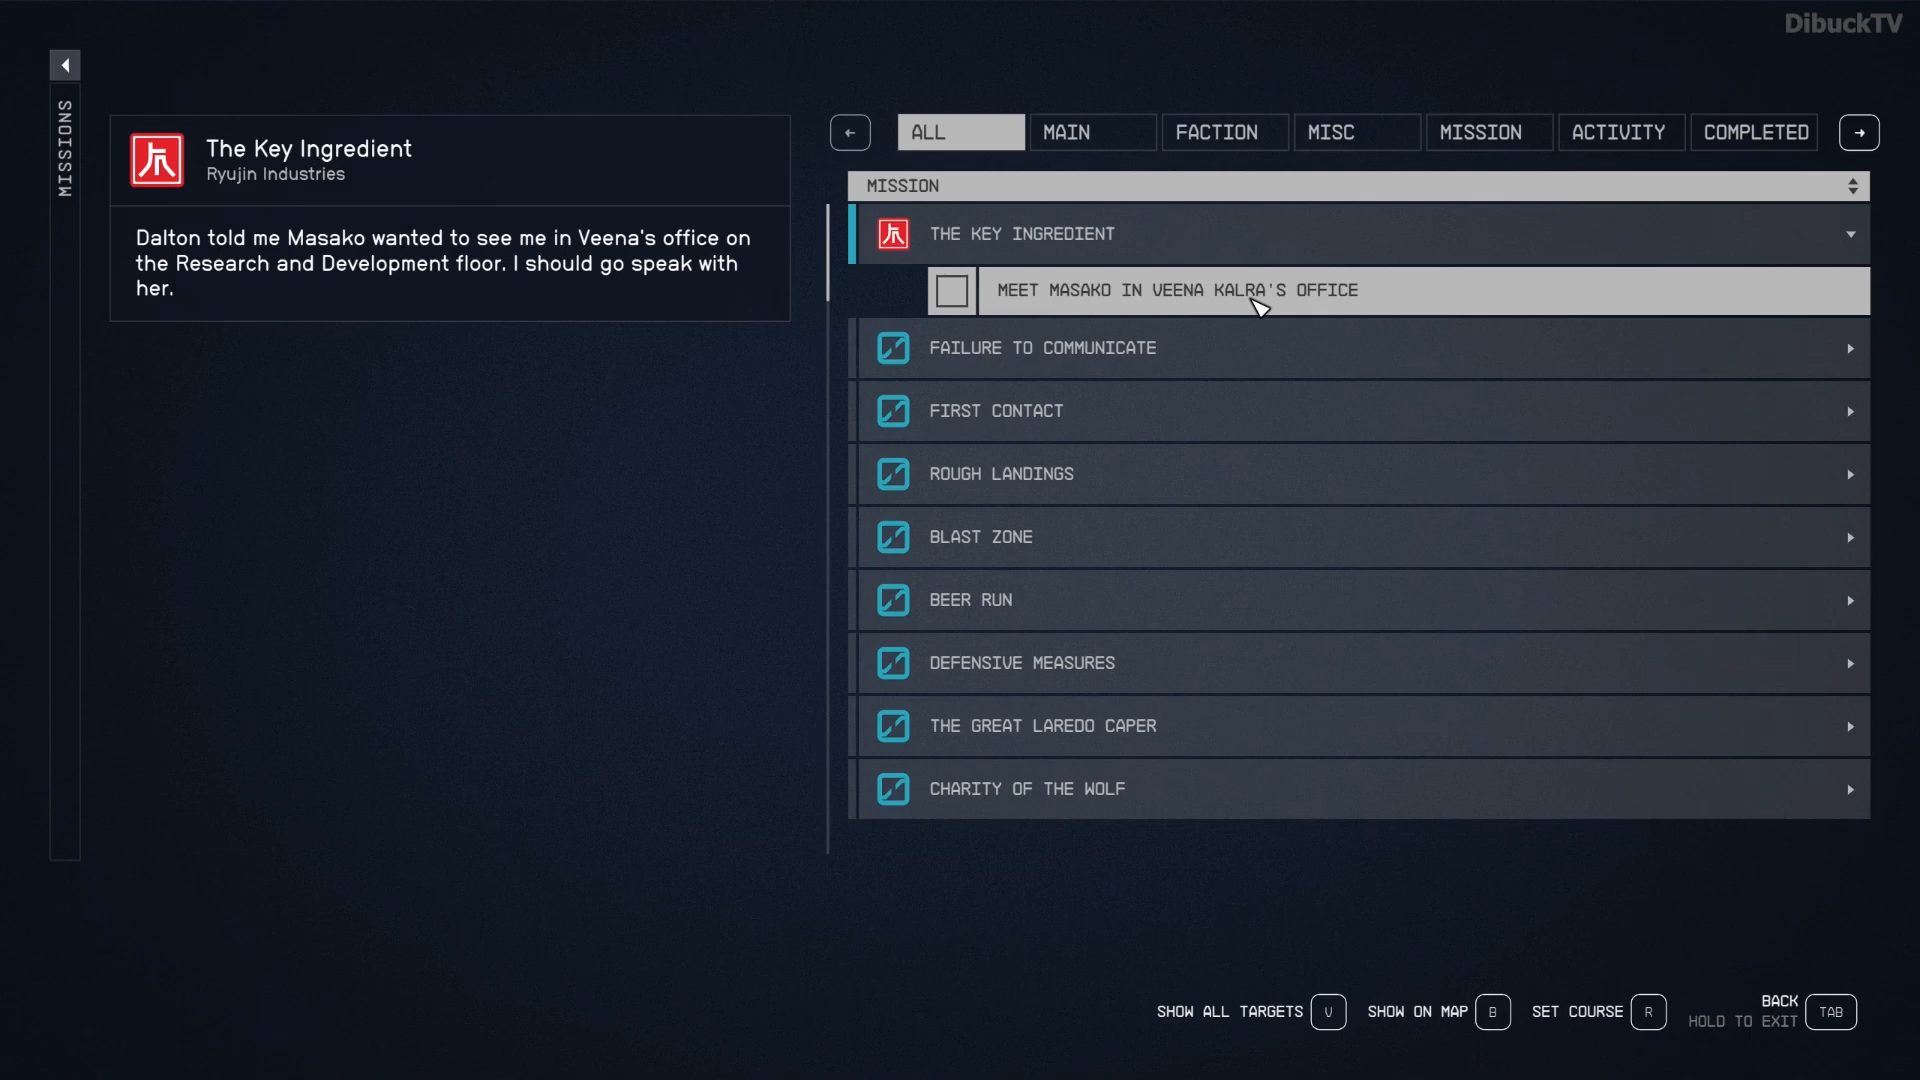 DibuckTV
MISSIONS
The Key Ingredient
Ryujin Industries
Dalton told me Masako wanted to see me in Veena's office on
the Research and Development floor. I should go speak with
her.
ALL MAIN FACTION MISC MISSION ACTIVITY COMPLETED
MISSION
THE KEY INGREDIENT
MEET MASAKO IN VEENA KALRA'S OFFICE
FAILURE TO COMMUNICATE
FIRST CONTACT
ROUGH LANDINGS
BLAST ZONE
BEER RUN
DEFENSIVE MEASURES
THE GREAT LAREDO CAPER
CHARITY OF THE WOLF
SHOW ALL TARGETS V SHOW ON MAP B SET COURSE R BACK TAB
HOLD TO EXIT